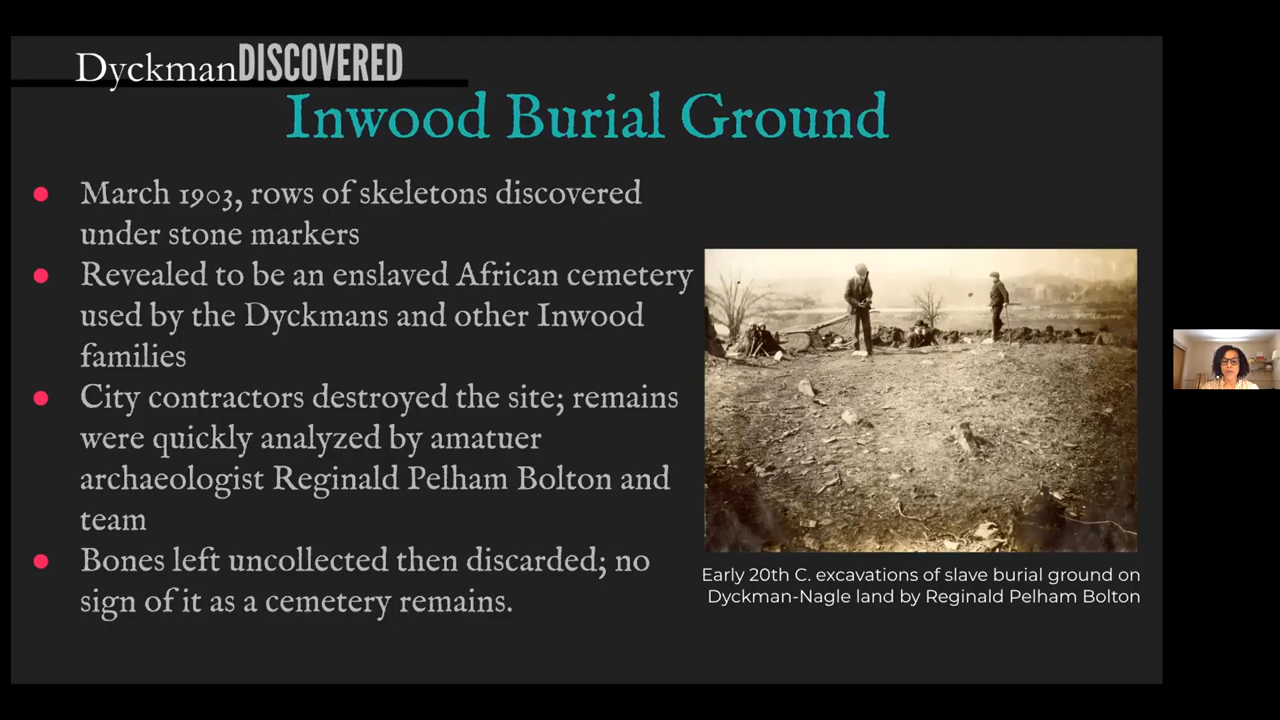 DyckmanDISCOVERED
Inwood Burial Ground
● March 1903, rows of skeletons discovered
under stone markers
● Revealed to be an enslaved African cemetery
used by the Dyckmans and other Inwood
families
● City contractors destroyed the site; remains
were quickly analyzed by amatuer
archaeologist Reginald Pelham Bolton and
team
● Bones left uncollected then discarded; no
sign of it as a cemetery remains.
Early 20th C. excavations of slave burial ground on
Dyckman-Nagle land by Reginald Pelham Bolton